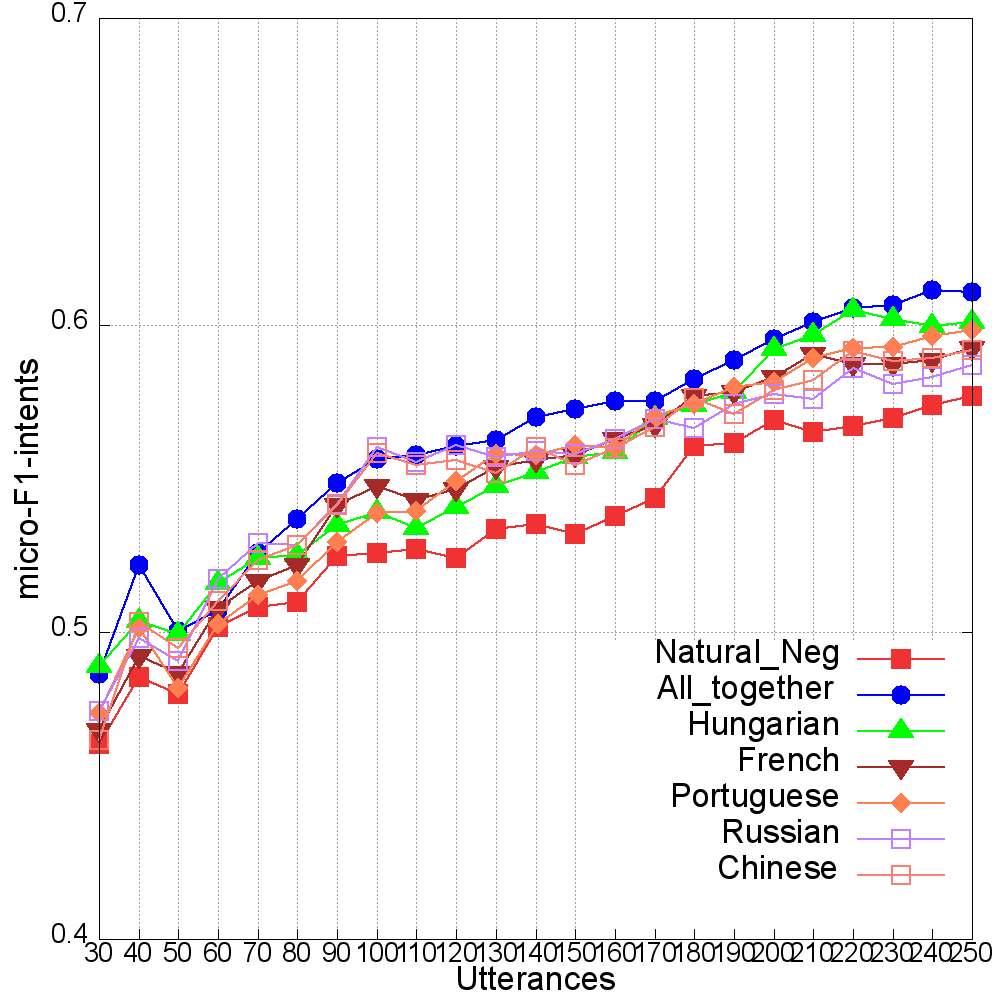 0.7
0.6
0.5
0.4
micro-F1-intents
Natural_Neg
All_together
Hungarian
French
Portuguese
Russian
Chinese
30 40 50 60 70 80 90 100 110 120 130 140 150 160 170 180 190 200 210 220 230 240 250
Utterances